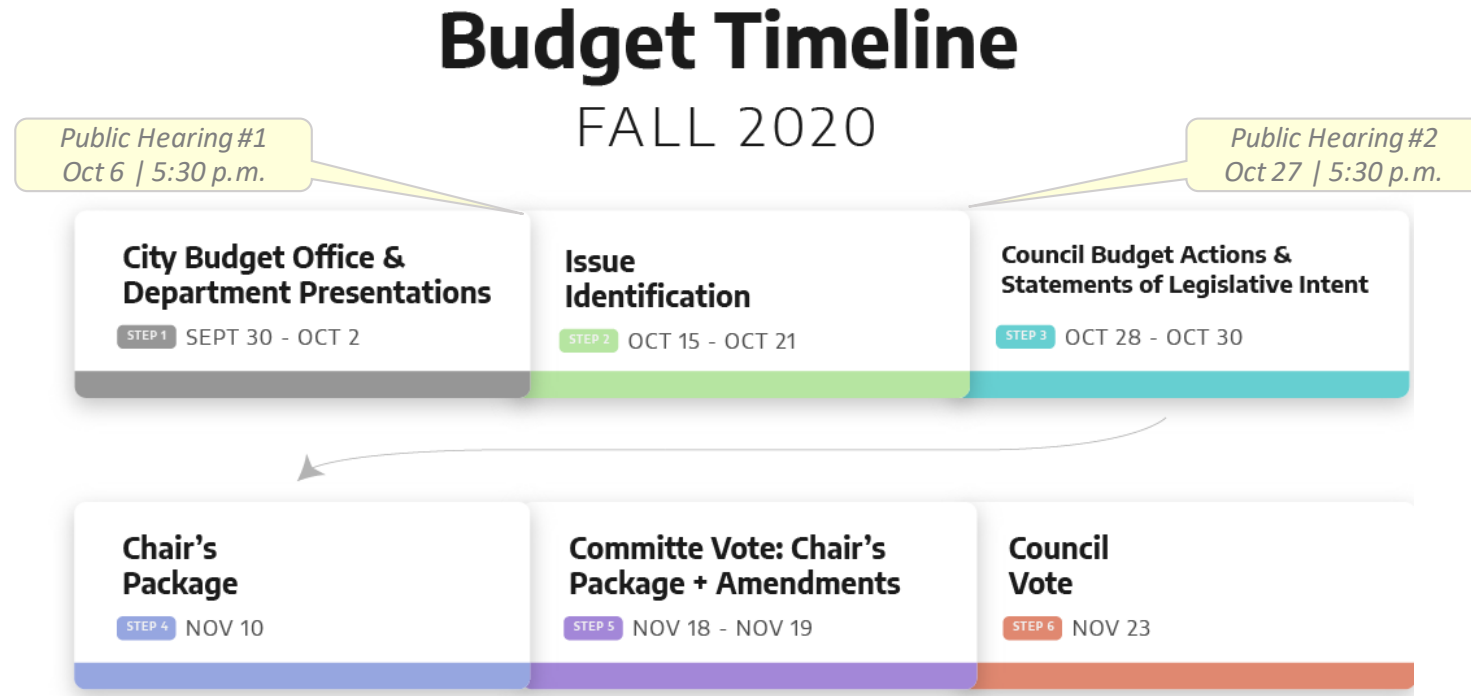 Budget Timeline
FALL 2020
Public Hearing #1
Oct 6 | 5:30 p.m.
Public Hearing #2
Oct 27 | 5:30 p.m.
City Budget Office &
Department Presentations
STEP 1 SEPT 30 - OCT 2
Issue
Identification
STEP 2 OCT 15 - OCT 21
Council Budget Actions &
Statements of Legislative Intent
STEP 3 OCT 28 - OCT 30
Chair's
Package
STEP 4 NOV 10
Committe Vote: Chair's
Package + Amendments
STEP 5 NOV 18 - NOV 19
Council
Vote
STEP 6 NOV 23